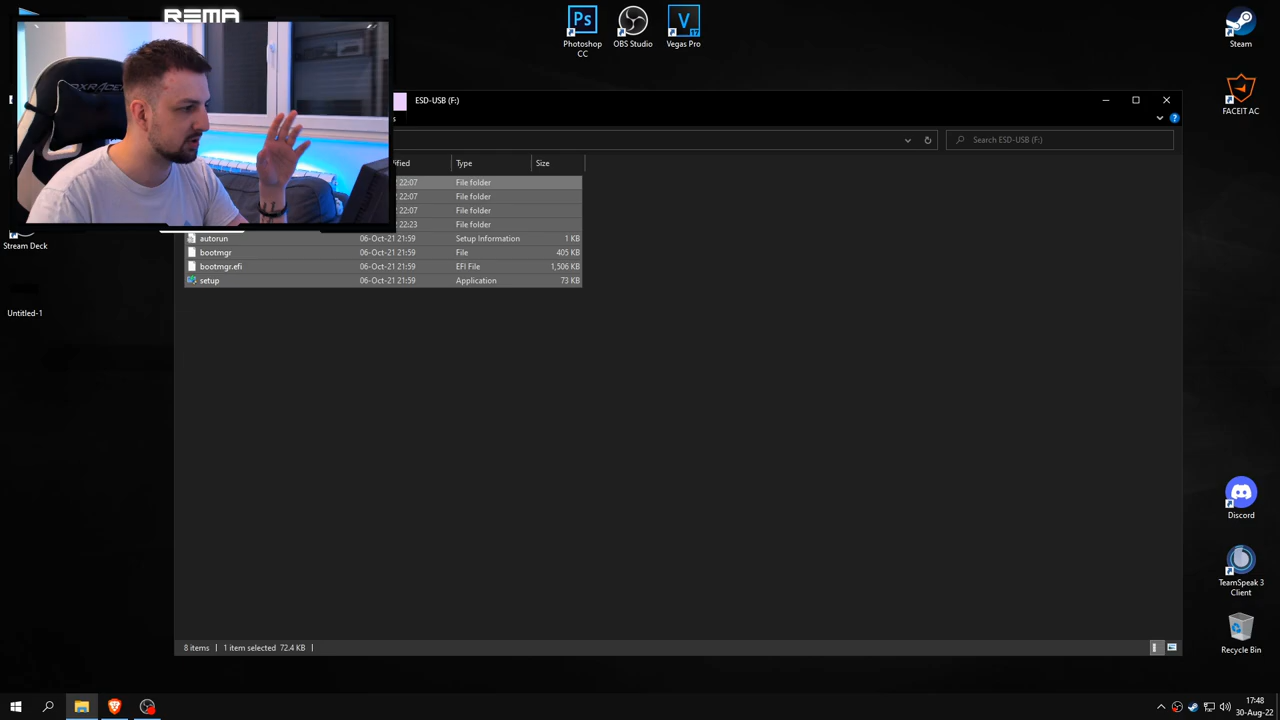 REMA
Photoshop
CC
OBS Studio
Vegas Pro
Steam
FACEIT AC
Stream Deck
Untitled-1
Discord
TeamSpeak 3
Client
Recycle Bin
ESD-USB (F:)
Search ESD-USB (F:)
ified Type Size
22:07 File folder
22:07 File folder
22:07 File folder
22:23 File folder
autorun 06-Oct-21 21:59 Setup Information 1 KB
bootmgr 06-Oct-21 21:59 File 405 KB
bootmgr.efi 06-Oct-21 21:59 EFI File 1,506 KB
setup 06-Oct-21 21:59 Application 73 KB
8 items 1 item selected 72.4 KB
17:48
30-Aug-22